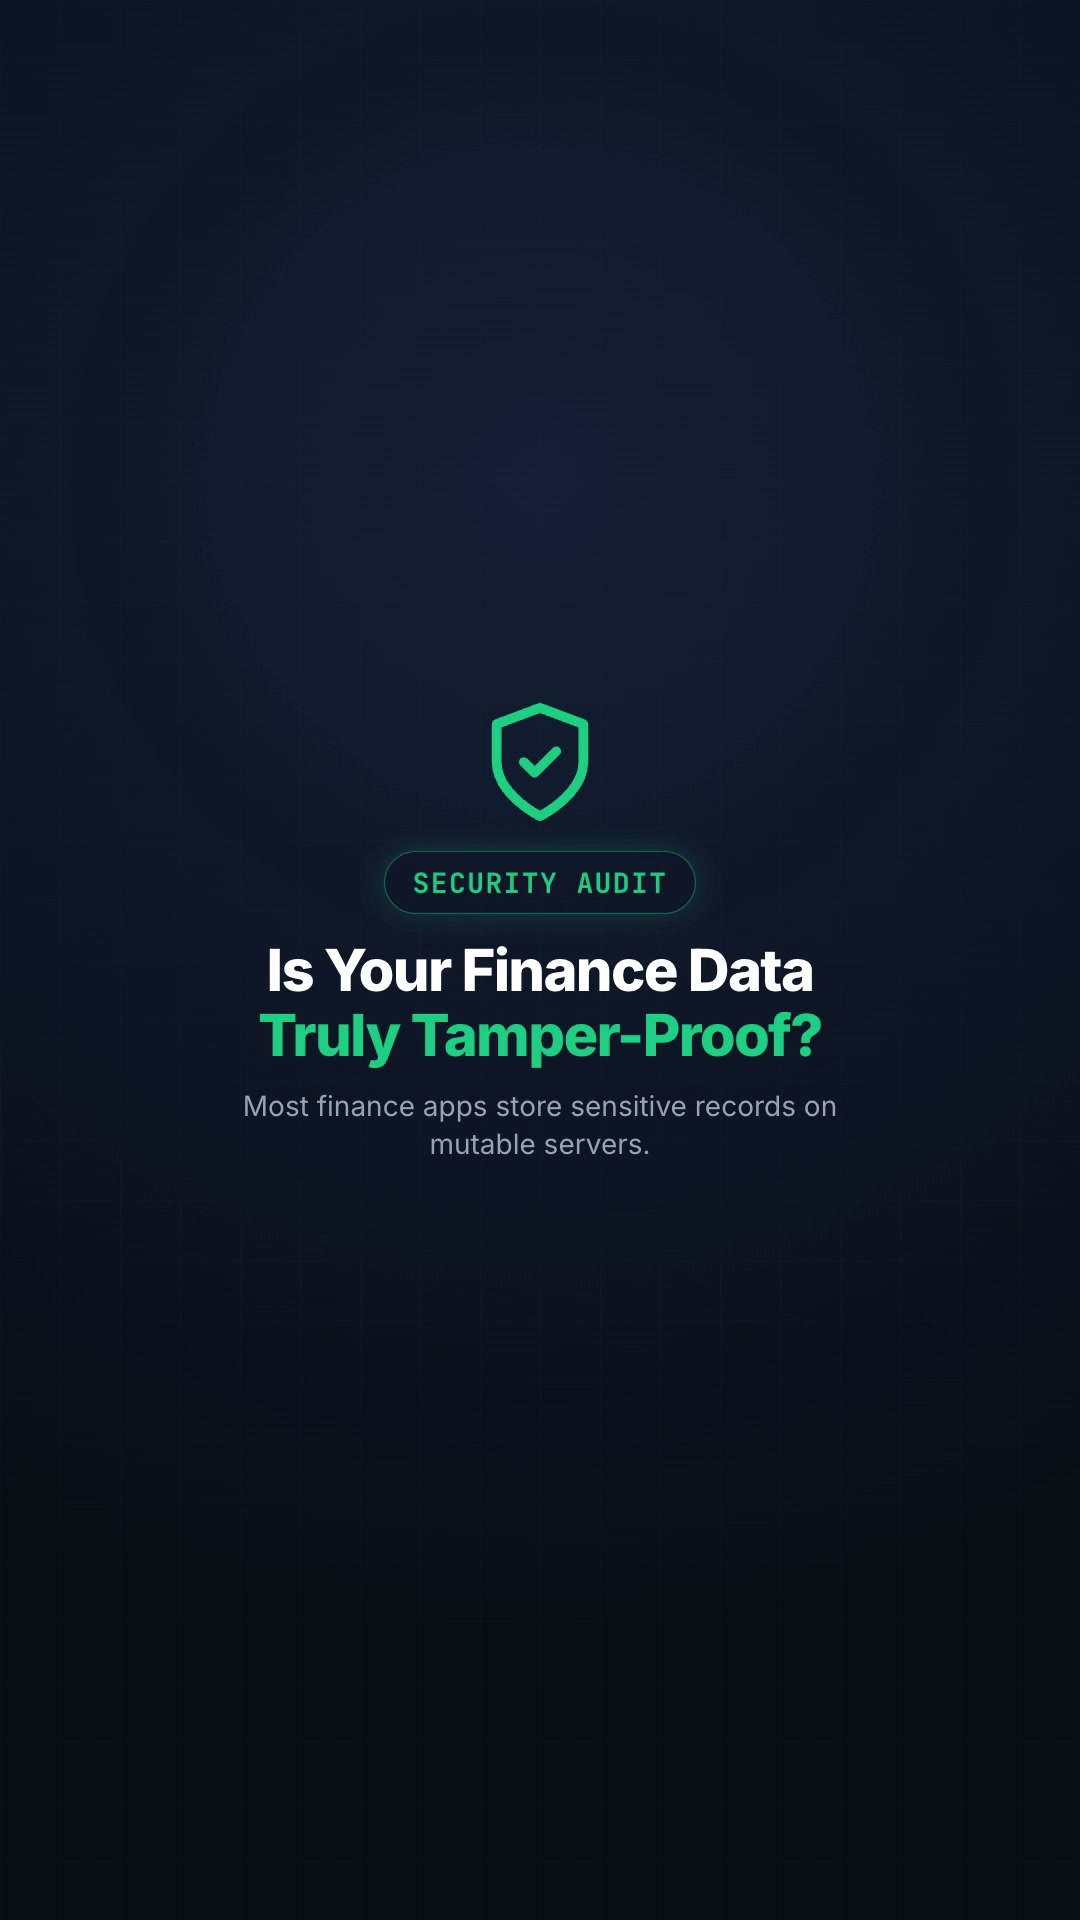 SECURITY AUDIT
Is Your Finance Data
Truly Tamper-Proof?
Most finance apps store sensitive records on
mutable servers.